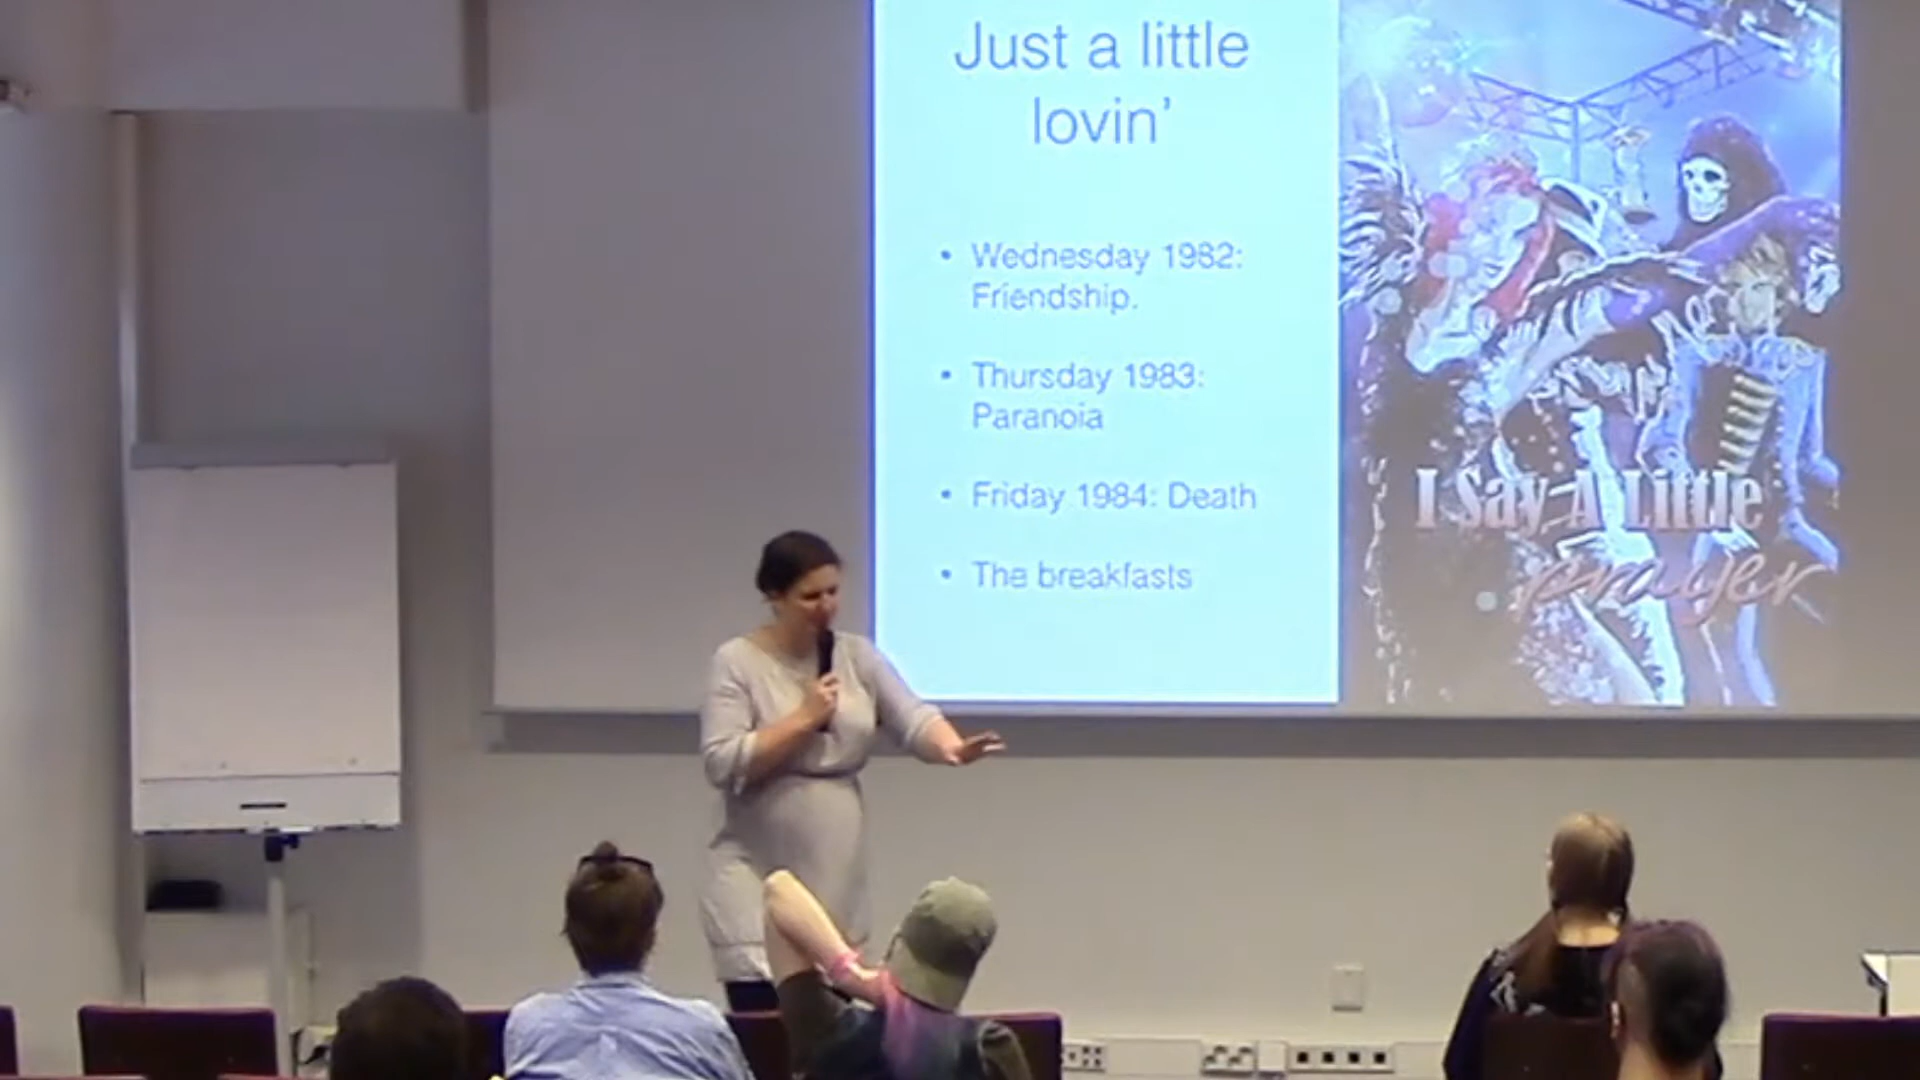 Just a little
lovin’
• Wednesday 1982:
Friendship.
• Thursday 1983:
Paranoia
• Friday 1984: Death
• The breakfasts
I Say A Little
prayer